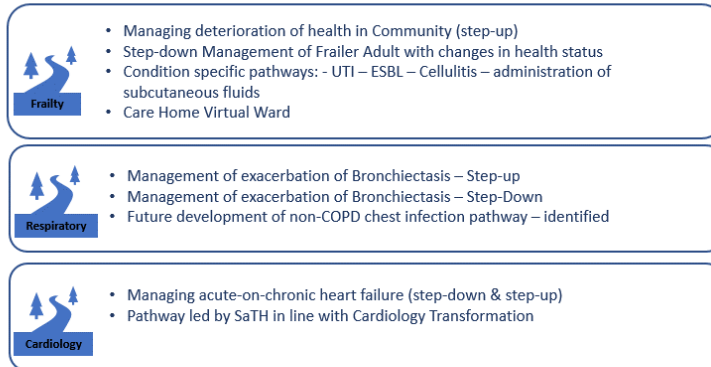 • Managing deterioration of health in Community (step-up)
• Step-down Management of Frailer Adult with changes in health status
• Condition specific pathways: - UTI – ESBL – Cellulitis – administration of
subcutaneous fluids
• Care Home Virtual Ward
Frailty
• Management of exacerbation of Bronchiectasis – Step-up
• Management of exacerbation of Bronchiectasis – Step-Down
• Future development of non-COPD chest infection pathway – identified
Respiratory
• Managing acute-on-chronic heart failure (step-down & step-up)
• Pathway led by SaTH in line with Cardiology Transformation
Cardiology